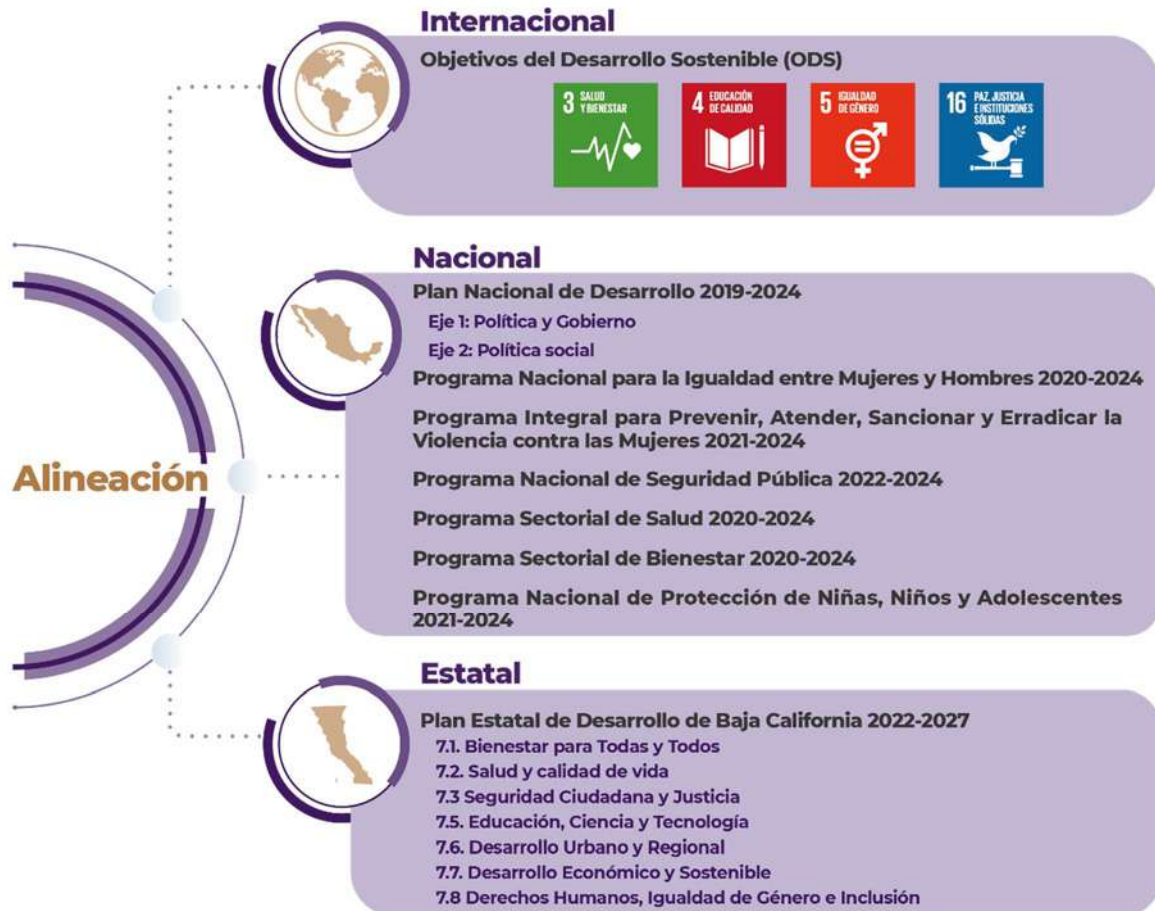 Internacional
Objetivos del Desarrollo Sostenible (ODS)
3 SALUD
Y BIENESTAR
4 EDUCACIÓN
DE CALIDAD
5 IGUALDAD
DE GÉNERO
16 PAZ, JUSTICIA
E INSTITUCIONES
SÓLIDAS
Nacional
Plan Nacional de Desarrollo 2019-2024
Eje 1: Política y Gobierno
Eje 2: Política social
Programa Nacional para la Igualdad entre Mujeres y Hombres 2020-2024
Programa Integral para Prevenir, Atender, Sancionar y Erradicar la
Violencia contra las Mujeres 2021-2024
Alineación
Programa Nacional de Seguridad Pública 2022-2024
Programa Sectorial de Salud 2020-2024
Programa Sectorial de Bienestar 2020-2024
Programa Nacional de Protección de Niñas, Niños y Adolescentes
2021-2024
Estatal
Plan Estatal de Desarrollo de Baja California 2022-2027
7.1. Bienestar para Todas y Todos
7.2. Salud y calidad de vida
7.3 Seguridad Ciudadana y Justicia
7.5. Educación, Ciencia y Tecnología
7.6. Desarrollo Urbano y Regional
7.7. Desarrollo Económico y Sostenible
7.8 Derechos Humanos, Igualdad de Género e Inclusión